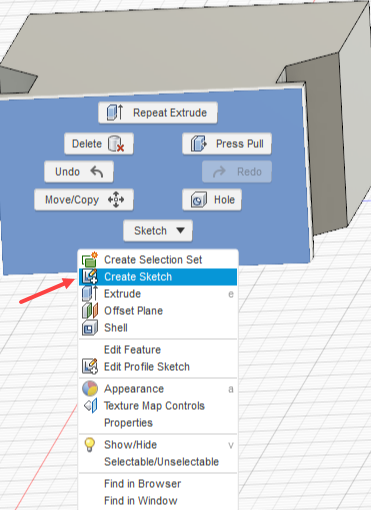 Repeat Extrude
Delete
Press Pull
Undo
Redo
Move/Copy
Hole
Sketch
Create Selection Set
Create Sketch
Extrude e
Offset Plane
Shell
Edit Feature
Edit Profile Sketch
Appearance a
Texture Map Controls
Properties
Show/Hide v
Selectable/Unselectable
Find in Browser
Find in Window